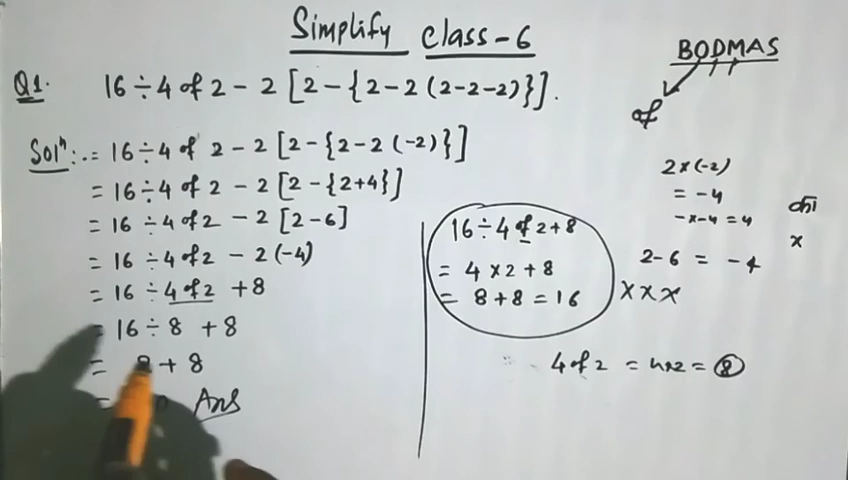 Simplify Class-6
BODMAS
of
Q1. 16 ÷ 4 of 2 - 2 [2 - {2 - 2 (2-2-2)}].
Solⁿ:- = 16 ÷ 4 of 2 - 2 [2 - {2 - 2 (-2)}]
= 16 ÷ 4 of 2 - 2 [2 - {2+4}]
= 16 ÷ 4 of 2 - 2 [2-6]
= 16 ÷ 4 of 2 - 2(-4)
= 16 ÷ 4 of 2 + 8
= 16 ÷ 8 + 8
= + 8
= Ans
16 ÷ 4 of 2 + 8
= 4 × 2 + 8
= 8 + 8 = 16
× × ×
2 × (-2)
= -4
- × -4 = 4
का
×
2 - 6 = -4
4 of 2 = 4×2 = 8